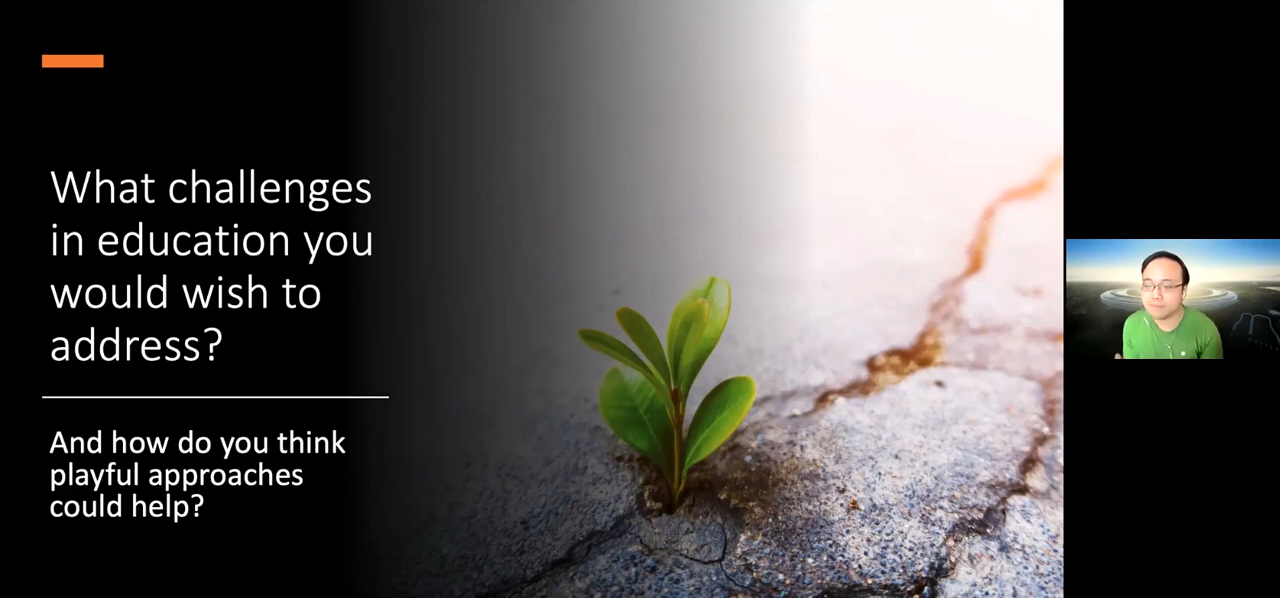 What challenges
in education you
would wish to
address?
And how do you think
playful approaches
could help?